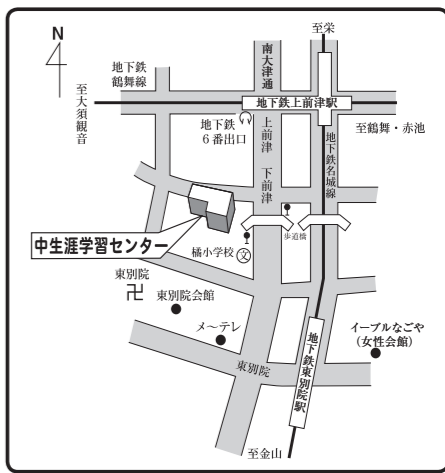 至栄
N
地下鉄
鶴舞線
南大津通
至大須観音
地下鉄上前津駅
地下鉄
6番出口
上前津
至鶴舞・赤池
地下鉄名城線
下前津
中生涯学習センター
歩道橋
橘小学校
文
東別院
卍
東別院会館
メ〜テレ
イーブルなごや
(女性会館)
東別院
地下鉄東別院駅
至金山